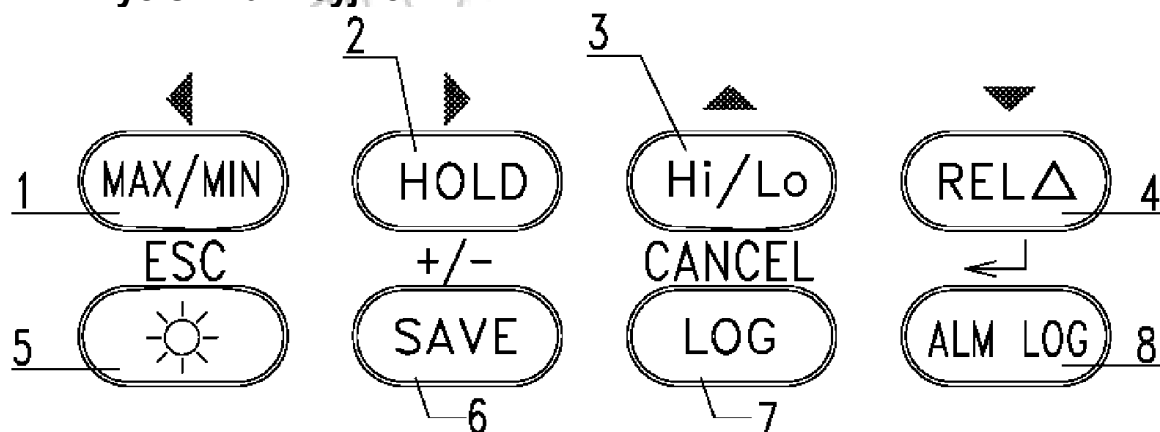 2 3
MAX/MIN HOLD Hi/Lo REL△
1 4
ESC +/- CANCEL
5 SAVE LOG ALM LOG 8
6 7